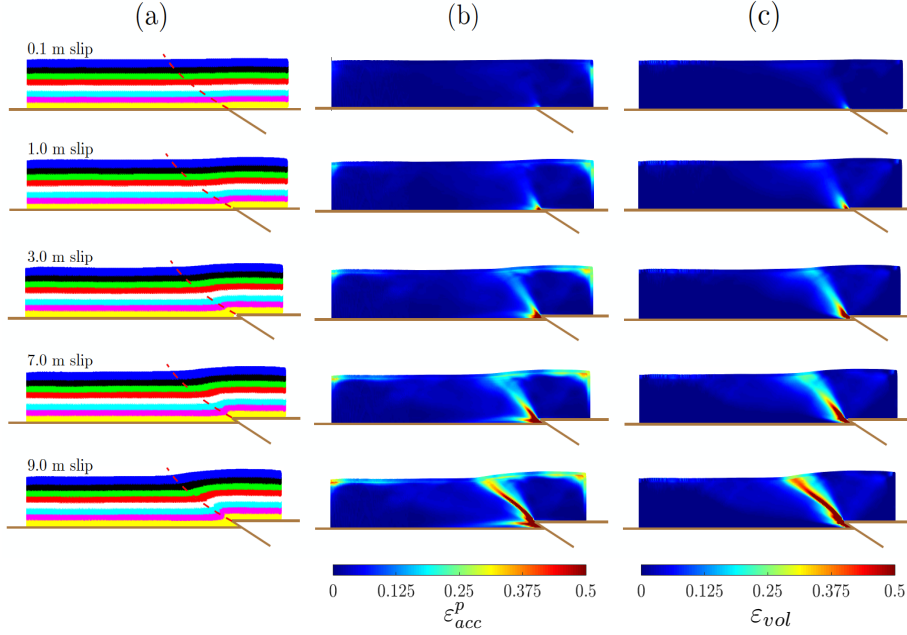 (a) (b) (c)
0.1 m slip
1.0 m slip
3.0 m slip
7.0 m slip
9.0 m slip
0 0.125 0.25 0.375 0.5 0 0.125 0.25 0.375 0.5
ε^p_acc ε_vol